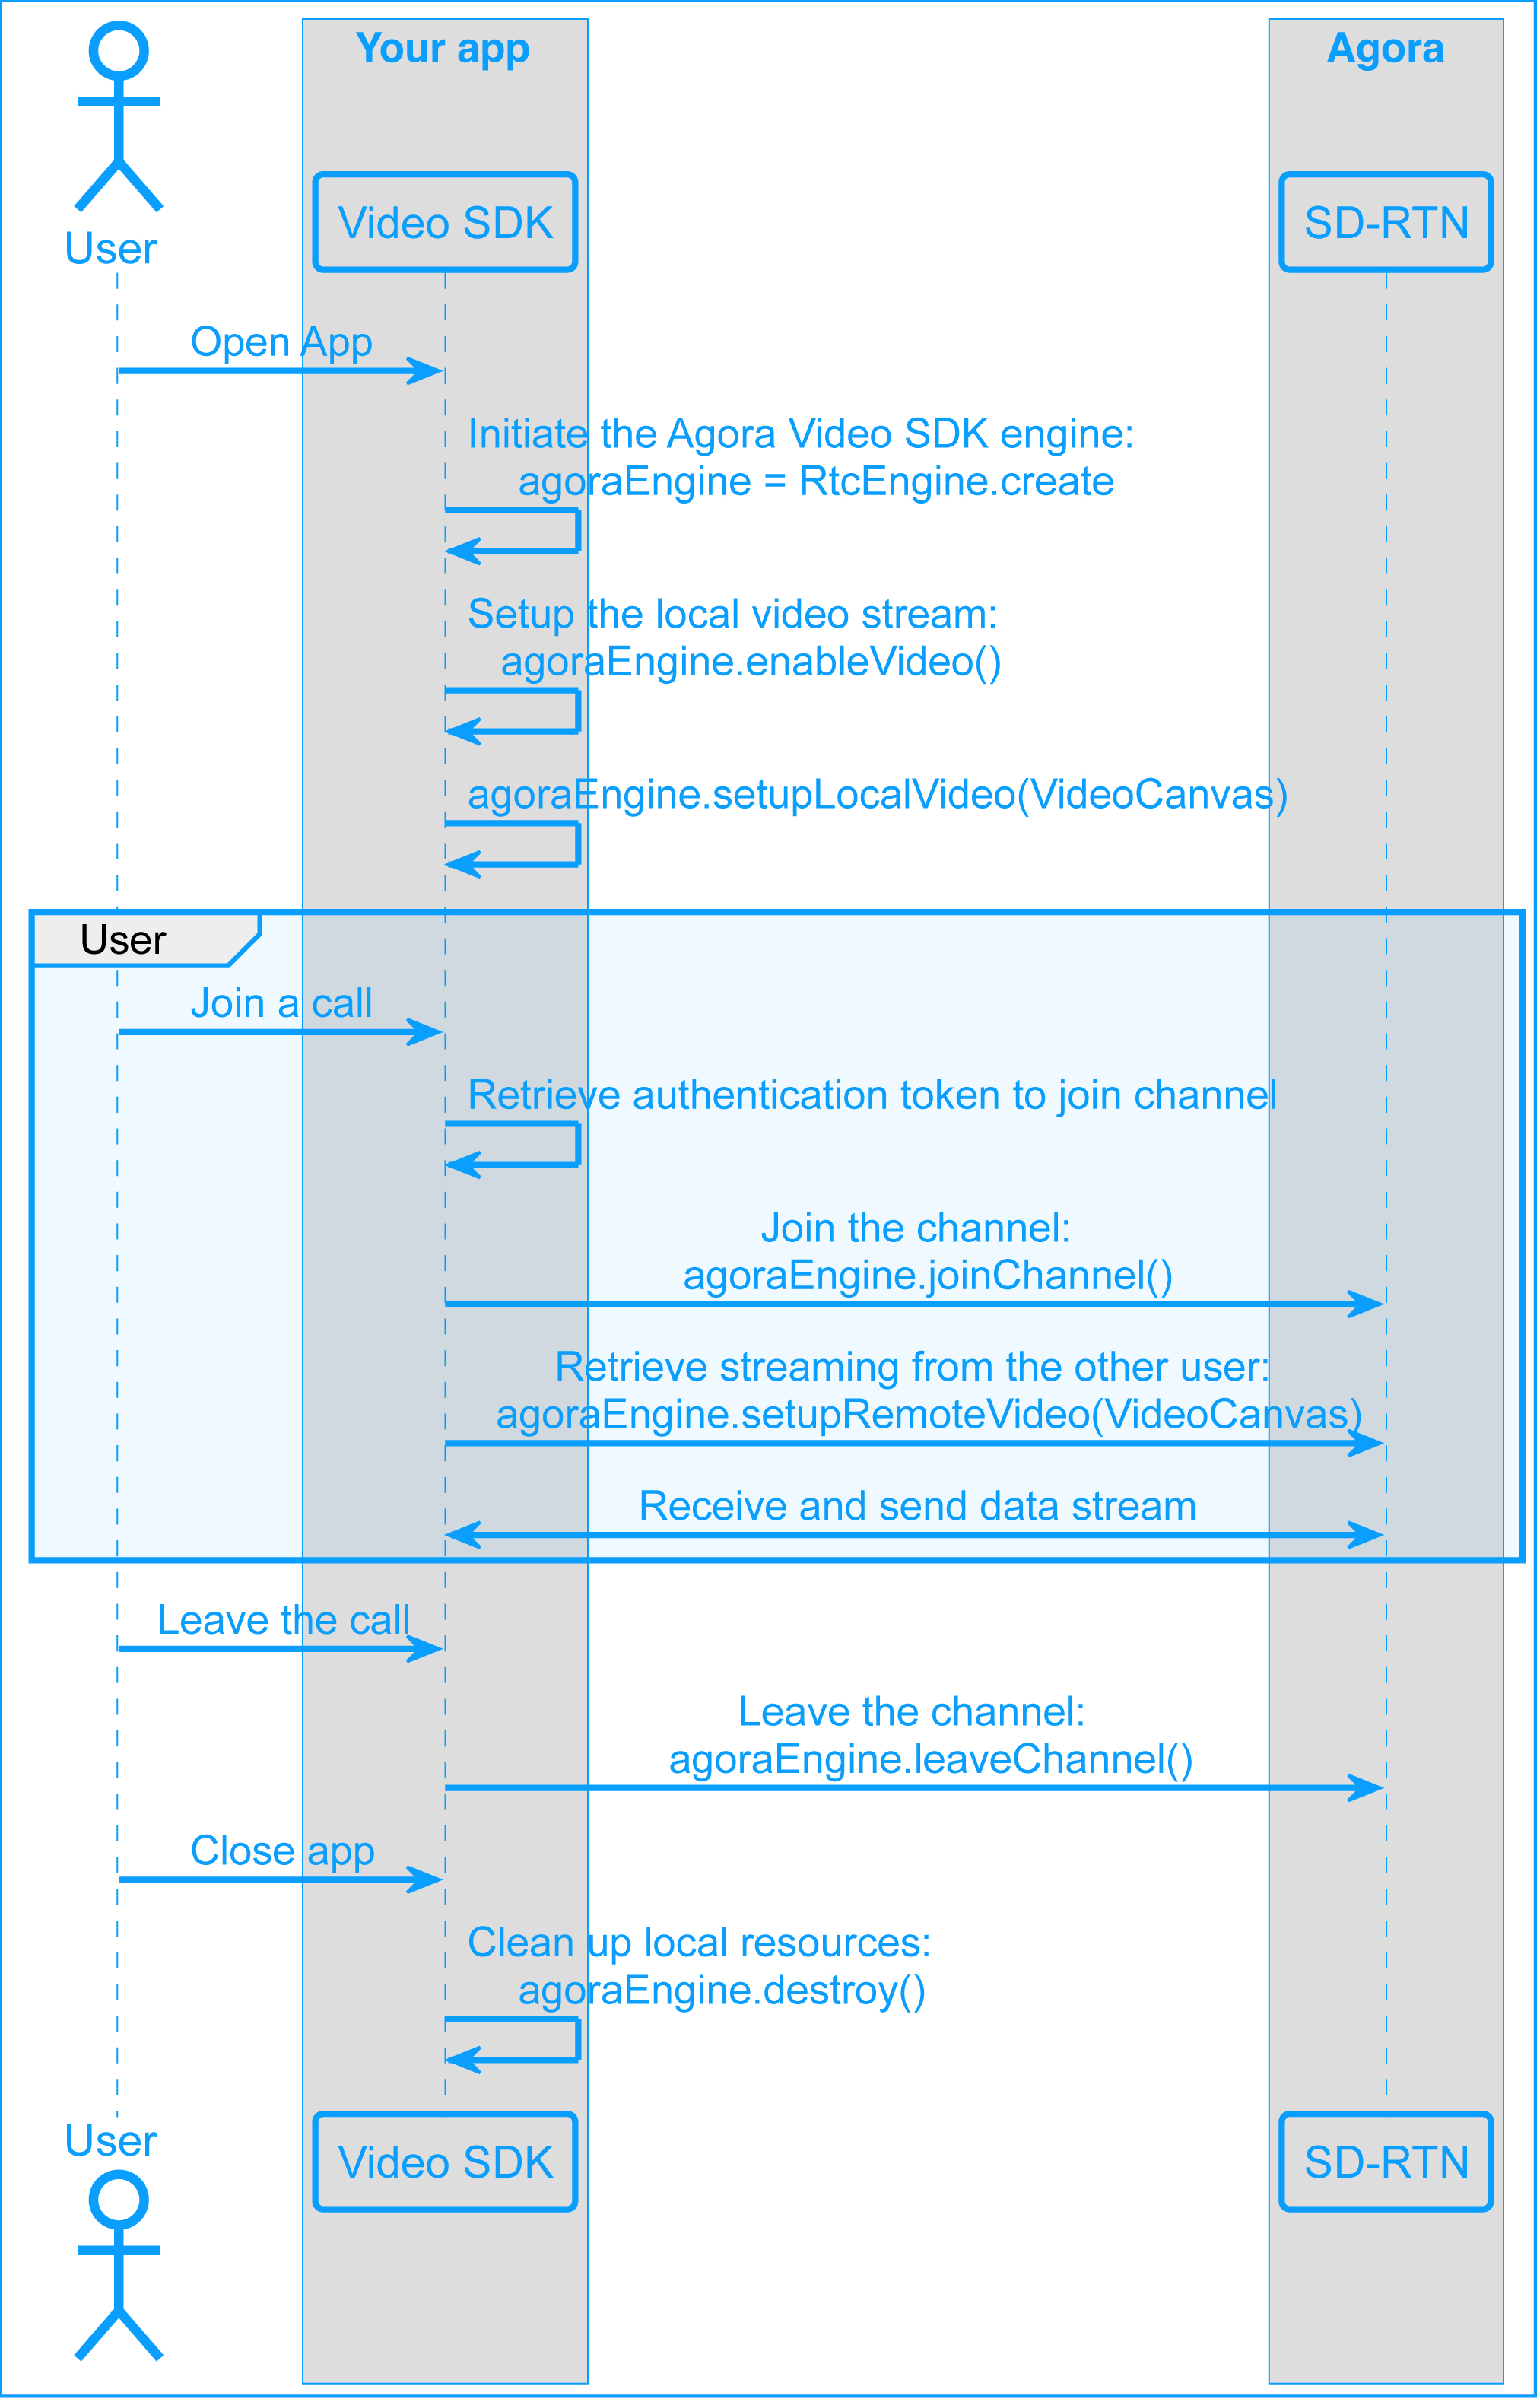 Your app
Agora
User
Video SDK
SD-RTN
Open App
Initiate the Agora Video SDK engine:
agoraEngine = RtcEngine.create
Setup the local video stream:
agoraEngine.enableVideo()
agoraEngine.setupLocalVideo(VideoCanvas)
User
Join a call
Retrieve authentication token to join channel
Join the channel:
agoraEngine.joinChannel()
Retrieve streaming from the other user:
agoraEngine.setupRemoteVideo(VideoCanvas)
Receive and send data stream
Leave the call
Leave the channel:
agoraEngine.leaveChannel()
Close app
Clean up local resources:
agoraEngine.destroy()
User
Video SDK
SD-RTN